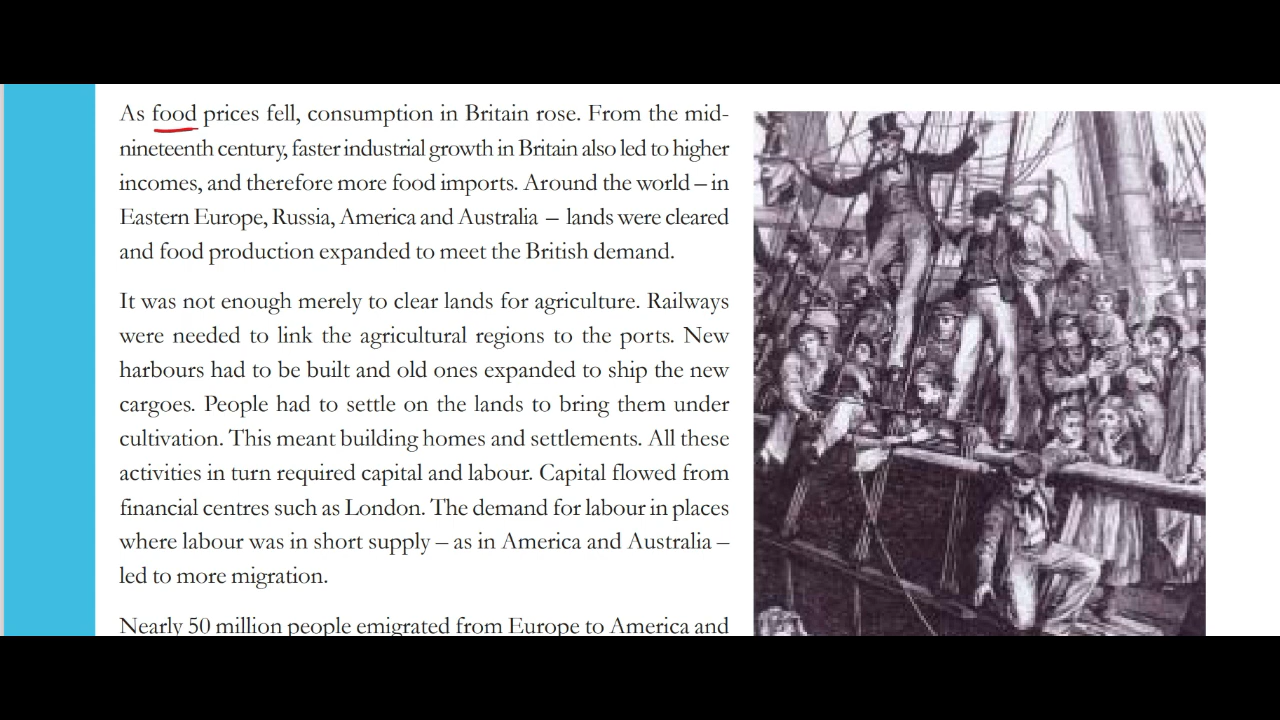 As food prices fell, consumption in Britain rose. From the mid-
nineteenth century, faster industrial growth in Britain also led to higher
incomes, and therefore more food imports. Around the world – in
Eastern Europe, Russia, America and Australia – lands were cleared
and food production expanded to meet the British demand.
It was not enough merely to clear lands for agriculture. Railways
were needed to link the agricultural regions to the ports. New
harbours had to be built and old ones expanded to ship the new
cargoes. People had to settle on the lands to bring them under
cultivation. This meant building homes and settlements. All these
activities in turn required capital and labour. Capital flowed from
financial centres such as London. The demand for labour in places
where labour was in short supply – as in America and Australia –
led to more migration.
Nearly 50 million people emigrated from Europe to America and